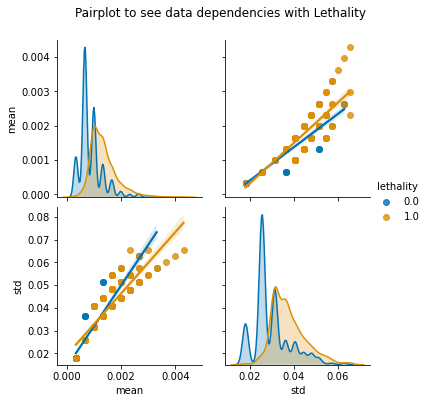 Pairplot to see data dependencies with Lethality
0.004
0.003
0.002
0.001
0.000
mean
lethality
0.0
1.0
0.08
0.07
0.06
0.05
0.04
0.03
0.02
std
0.000 0.002 0.004
mean
0.02 0.04 0.06
std